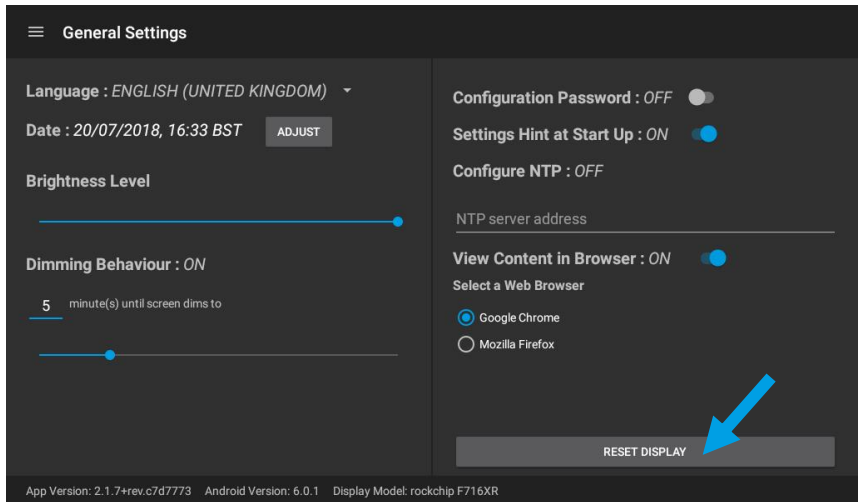 General Settings
Language : ENGLISH (UNITED KINGDOM)
Date : 20/07/2018, 16:33 BST ADJUST
Brightness Level
Dimming Behaviour : ON
5 minute(s) until screen dims to
Configuration Password : OFF
Settings Hint at Start Up : ON
Configure NTP : OFF
NTP server address
View Content in Browser : ON
Select a Web Browser
Google Chrome
Mozilla Firefox
RESET DISPLAY
App Version: 2.1.7+rev.c7d7773 Android Version: 6.0.1 Display Model: rockchip F716XR